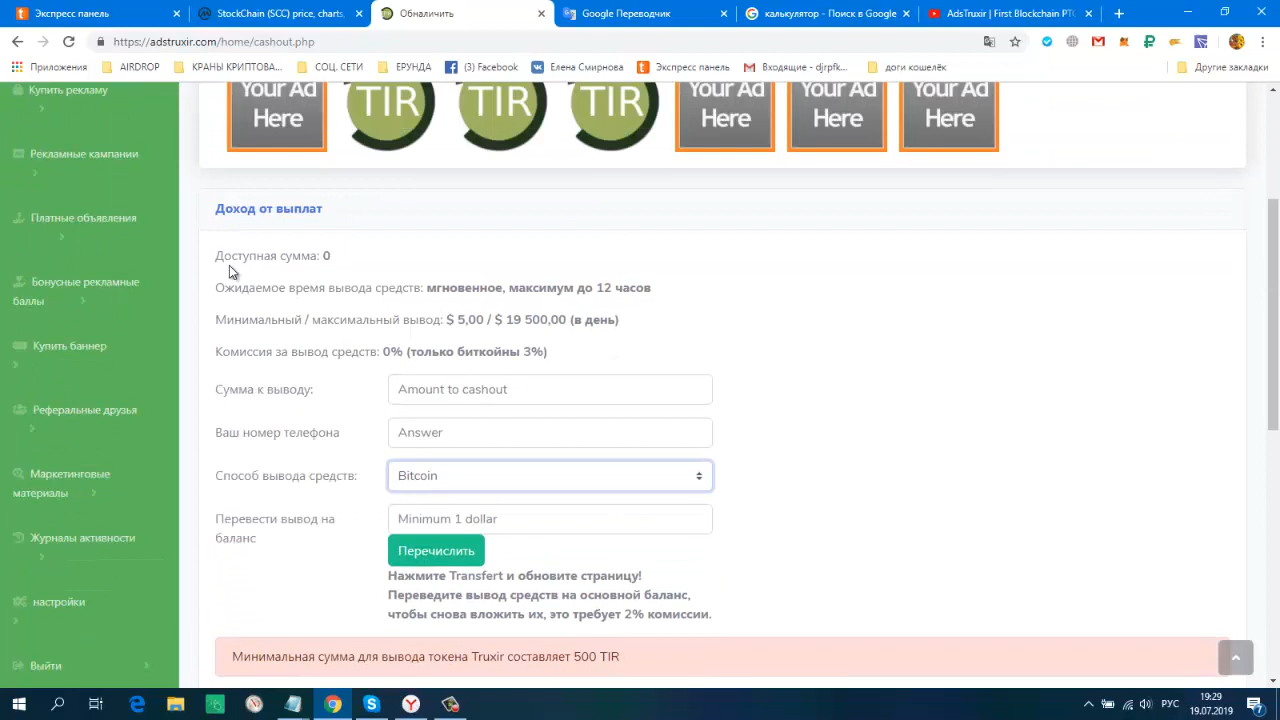 Экспресс панель
StockChain (SCC) price, charts,
Обналичить
Google Переводчик
калькулятор - Поиск в Google
AdsTruxir | First Blockchain PTC
https://adstruxir.com/home/cashout.php
Приложения
AIRDROP
КРАНЫ КРИПТОВА...
СОЦ. СЕТИ
ЕРУНДА
(3) Facebook
Елена Смирнова
Экспресс панель
Входящие - djrpfk...
доги кошелёк
Другие закладки
Купить рекламу
Рекламные кампании
Платные объявления
Бонусные рекламные
баллы
Купить баннер
Реферальные друзья
Маркетинговые
материалы
Журналы активности
настройки
Выйти
Your Ad
Here
TIR
TIR
TIR
Your Ad
Here
Your Ad
Here
Your Ad
Here
Доход от выплат
Доступная сумма: 0
Ожидаемое время вывода средств: мгновенное, максимум до 12 часов
Минимальный / максимальный вывод: $ 5,00 / $ 19 500,00 (в день)
Комиссия за вывод средств: 0% (только биткойны 3%)
Сумма к выводу:
Amount to cashout
Ваш номер телефона
Answer
Способ вывода средств:
Bitcoin
Перевести вывод на
баланс
Minimum 1 dollar
Перечислить
Нажмите Transfert и обновите страницу!
Переведите вывод средств на основной баланс,
чтобы снова вложить их, это требует 2% комиссии.
Минимальная сумма для вывода токена Truxir составляет 500 TIR
РУС
19:29
19.07.2019